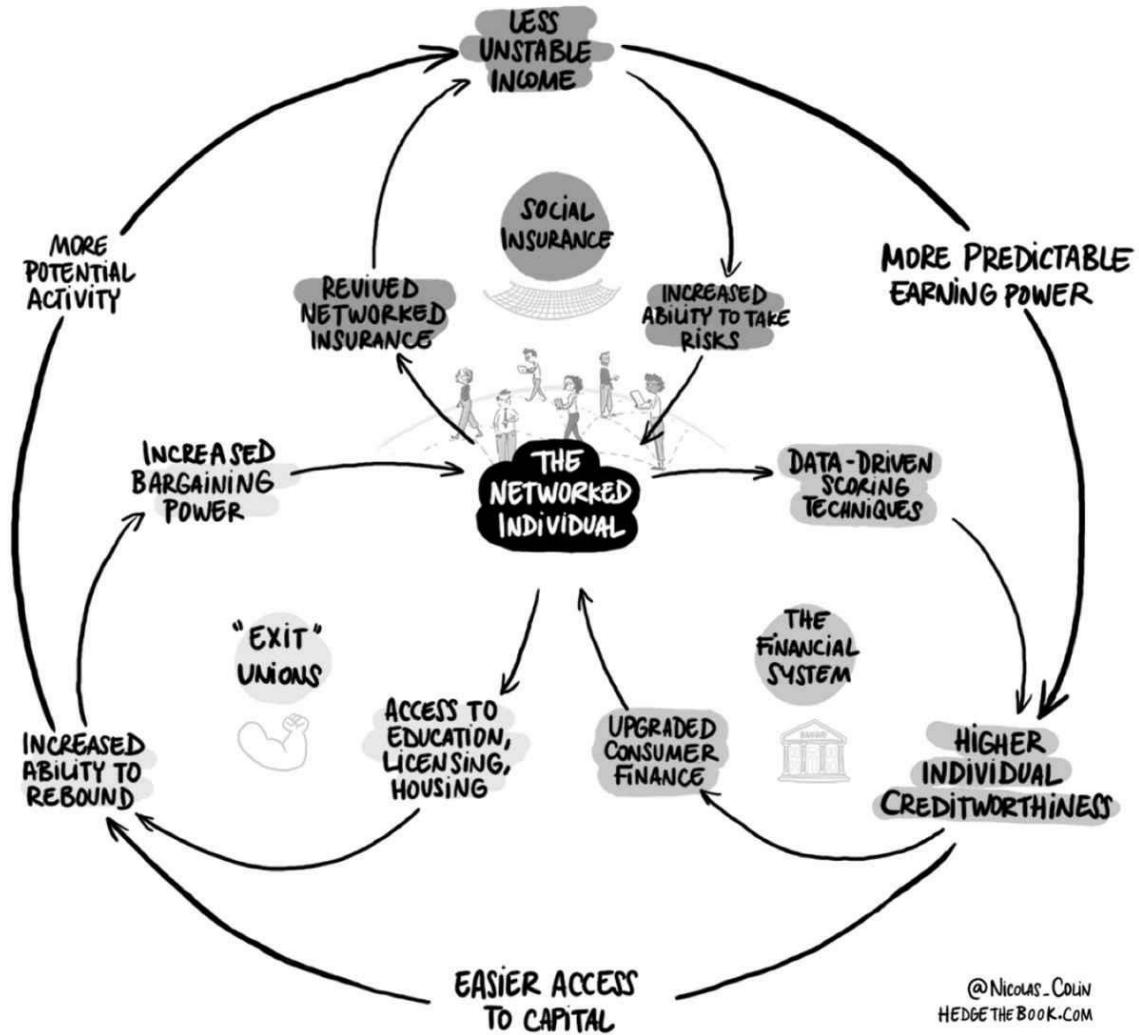 LESS
UNSTABLE
INCOME
SOCIAL
INSURANCE
MORE
POTENTIAL
ACTIVITY
MORE PREDICTABLE
EARNING POWER
REVIVED
NETWORKED
INSURANCE
INCREASED
ABILITY TO TAKE
RISKS
INCREASED
BARGAINING
POWER
THE
NETWORKED
INDIVIDUAL
DATA-DRIVEN
SCORING
TECHNIQUES
"EXIT"
UNIONS
THE
FINANCIAL
SYSTEM
INCREASED
ABILITY TO
REBOUND
ACCESS TO
EDUCATION,
LICENSING,
HOUSING
UPGRADED
CONSUMER
FINANCE
HIGHER
INDIVIDUAL
CREDITWORTHINESS
EASIER ACCESS
TO CAPITAL
@NICOLAS_COLIN
HEDGETHEBOOK.COM